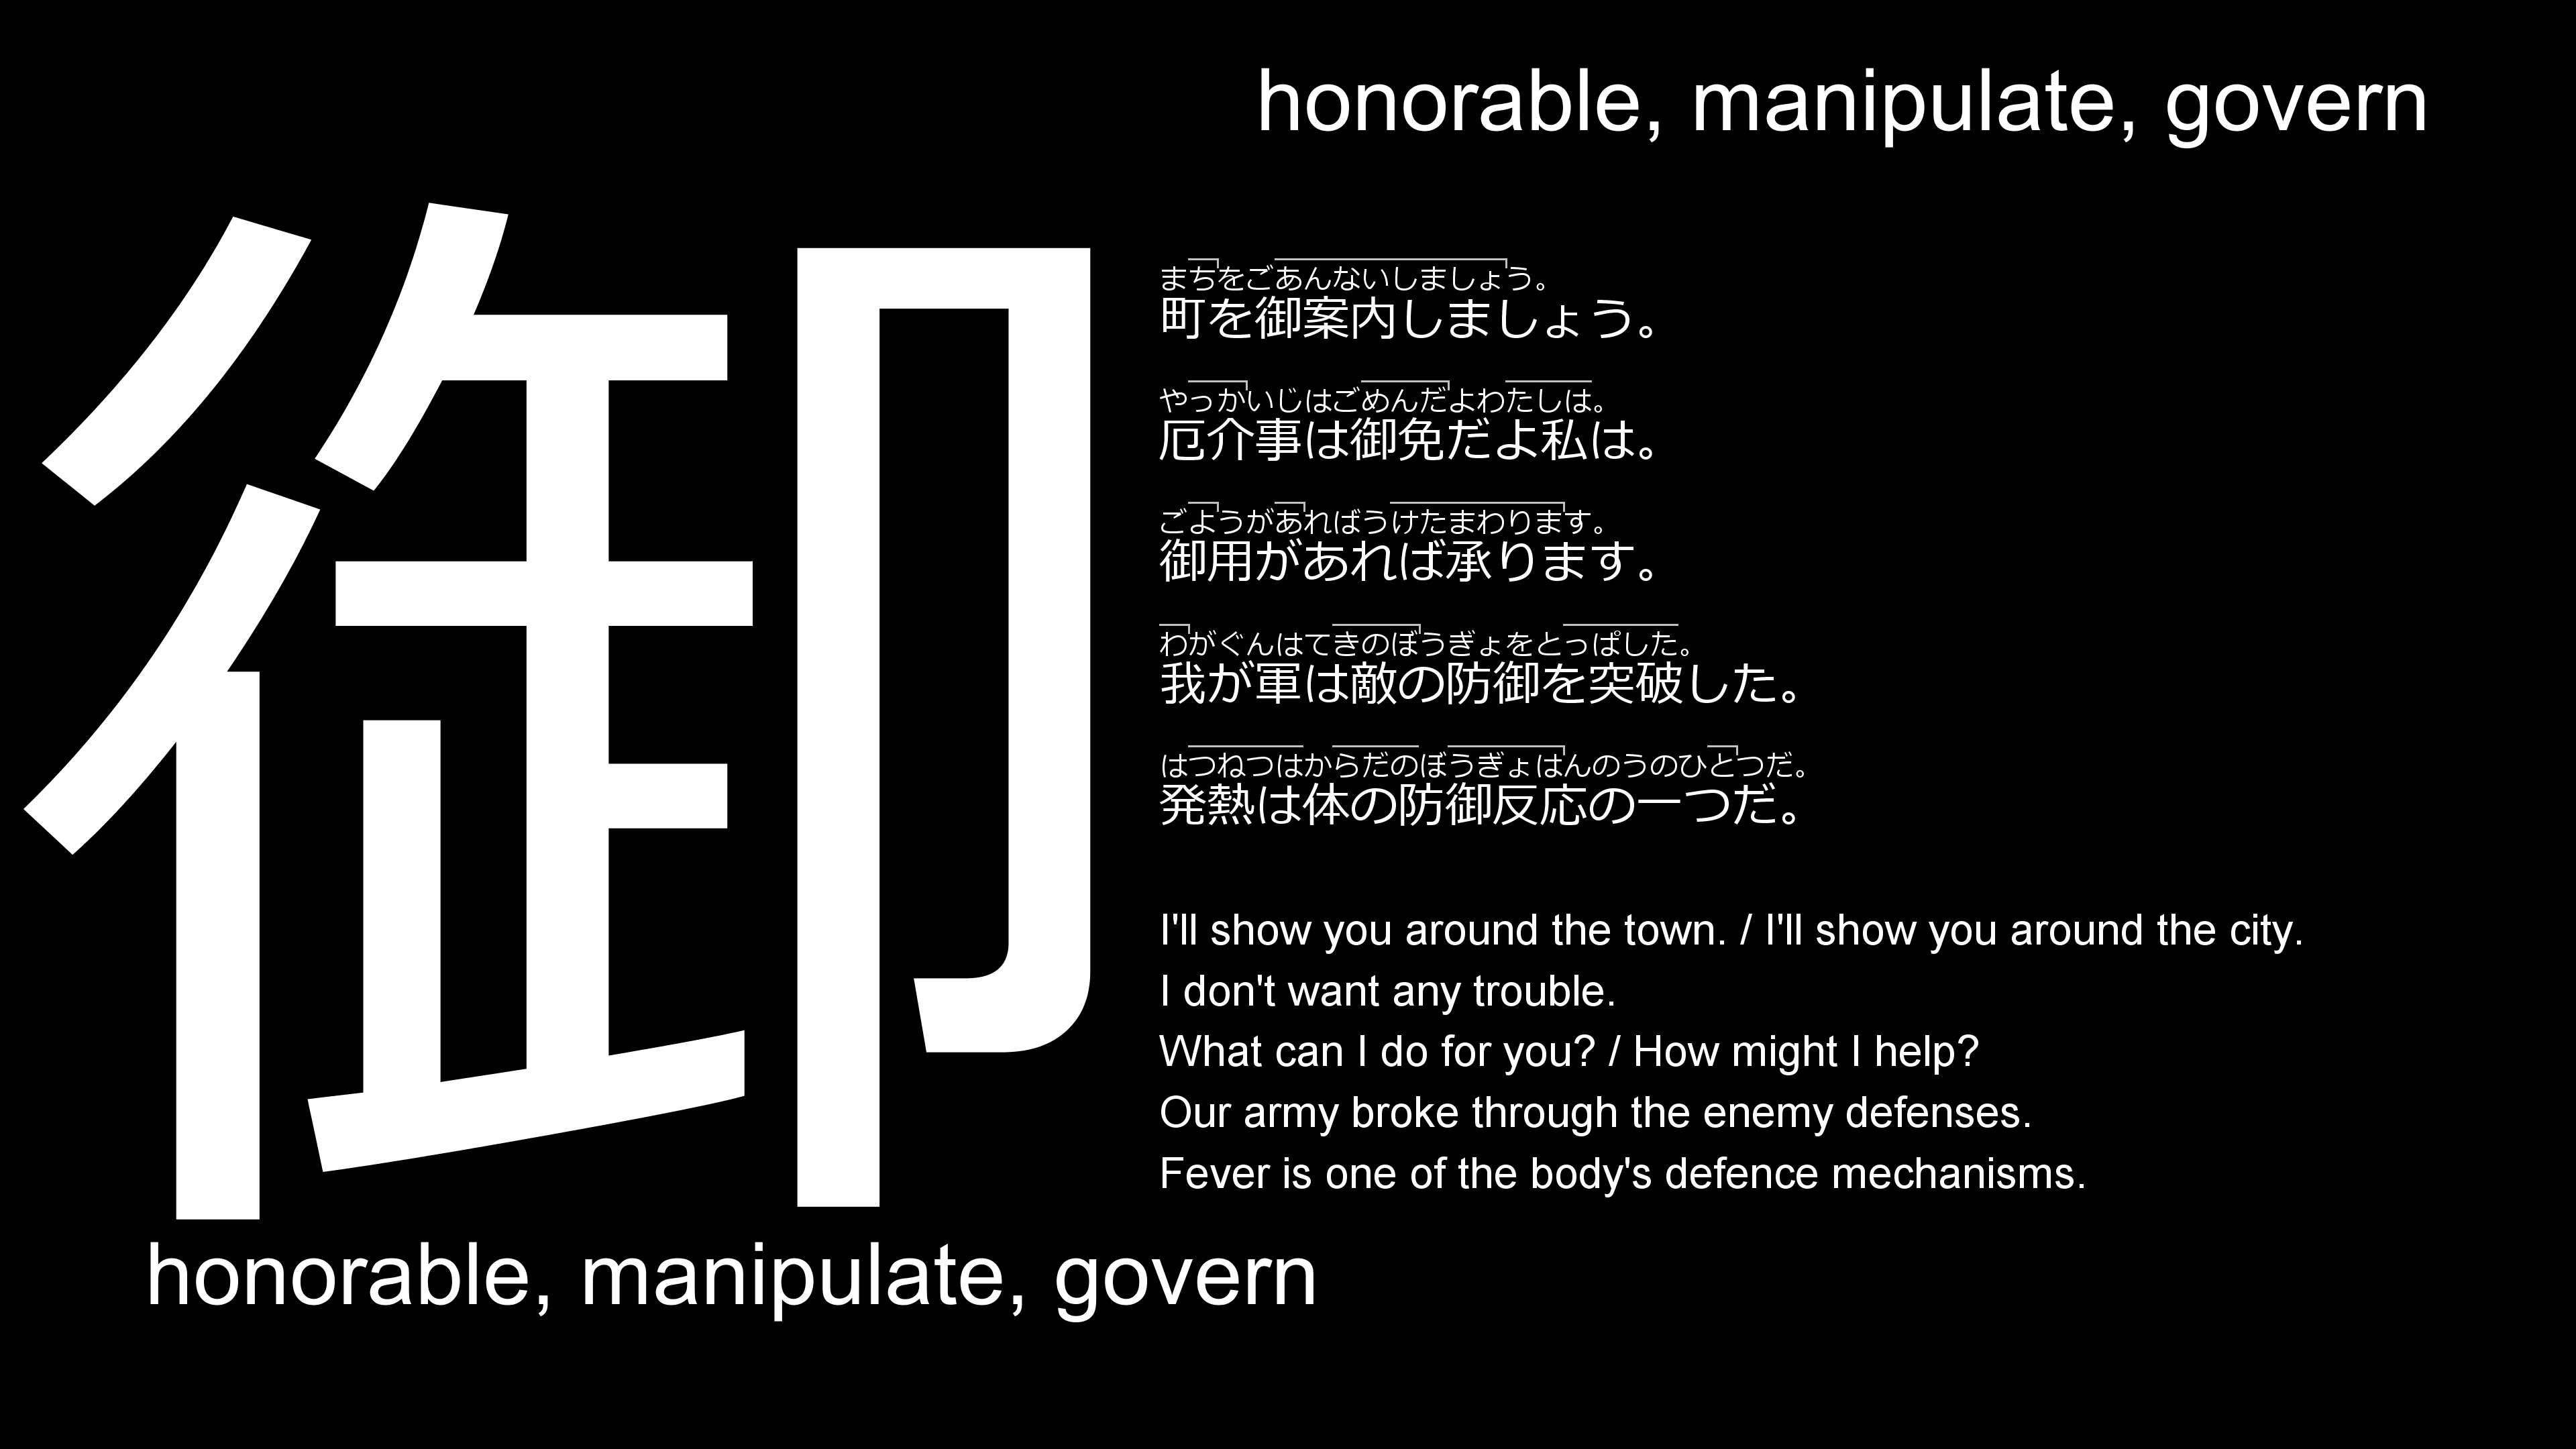 honorable, manipulate, govern
御
まちをごあんないしましょう。
町を御案内しましょう。
やっかいじはごめんだよわたしは。
厄介事は御免だよ私は。
ごようがあればうけたまわります。
御用があれば承ります。
わがぐんはてきのぼうぎょをとっぱした。
我が軍は敵の防御を突破した。
はつねつはからだのぼうぎょはんのうのひとつだ。
発熱は体の防御反応の一つだ。
I'll show you around the town. / I'll show you around the city.
I don't want any trouble.
What can I do for you? / How might I help?
Our army broke through the enemy defenses.
Fever is one of the body's defence mechanisms.
honorable, manipulate, govern